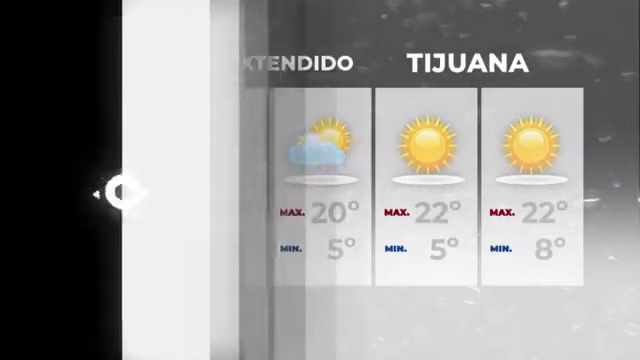 XTENDIDO TIJUANA
MAX. 20° MAX. 22° MAX. 22°
MIN. 5° MIN. 5° MIN. 8°